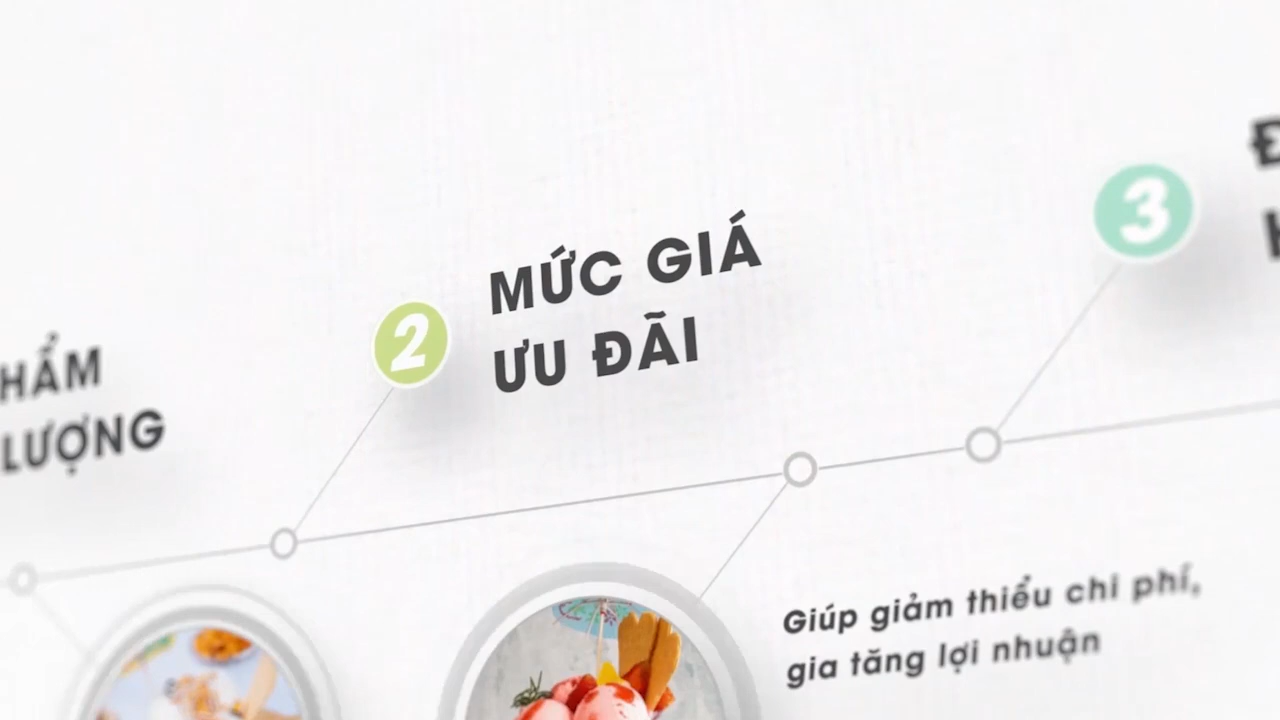 HẨM
LƯỢNG
2
MỨC GIÁ
ƯU ĐÃI
3
Giúp giảm thiểu chi phí,
gia tăng lợi nhuận